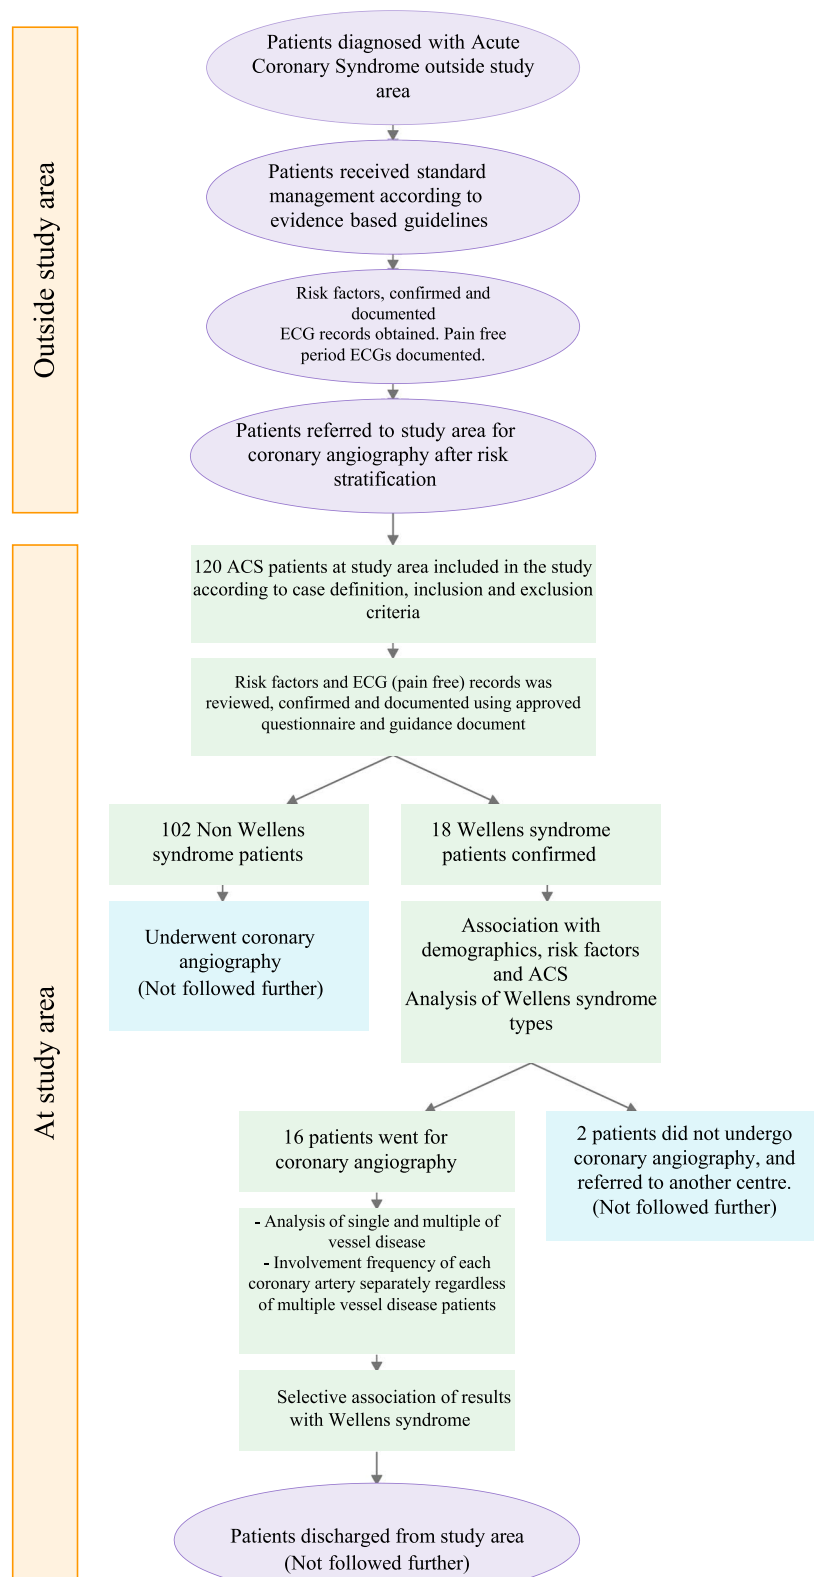 Outside study area
Patients diagnosed with Acute
Coronary Syndrome outside study
area
Patients received standard
management according to
evidence based guidelines
Risk factors, confirmed and
documented
ECG records obtained. Pain free
period ECGs documented.
Patients referred to study area for
coronary angiography after risk
stratification
At study area
120 ACS patients at study area included in the study
according to case definition, inclusion and exclusion
criteria
Risk factors and ECG (pain free) records was
reviewed, confirmed and documented using approved
questionnaire and guidance document
102 Non Wellens
syndrome patients
18 Wellens syndrome
patients confirmed
Underwent coronary
angiography
(Not followed further)
Association with
demographics, risk factors
and ACS
Analysis of Wellens syndrome
types
16 patients went for
coronary angiography
2 patients did not undergo
coronary angiography, and
referred to another centre.
(Not followed further)
- Analysis of single and multiple of
vessel disease
- Involvement frequency of each
coronary artery separately regardless
of multiple vessel disease patients
Selective association of results
with Wellens syndrome
Patients discharged from study area
(Not followed further)